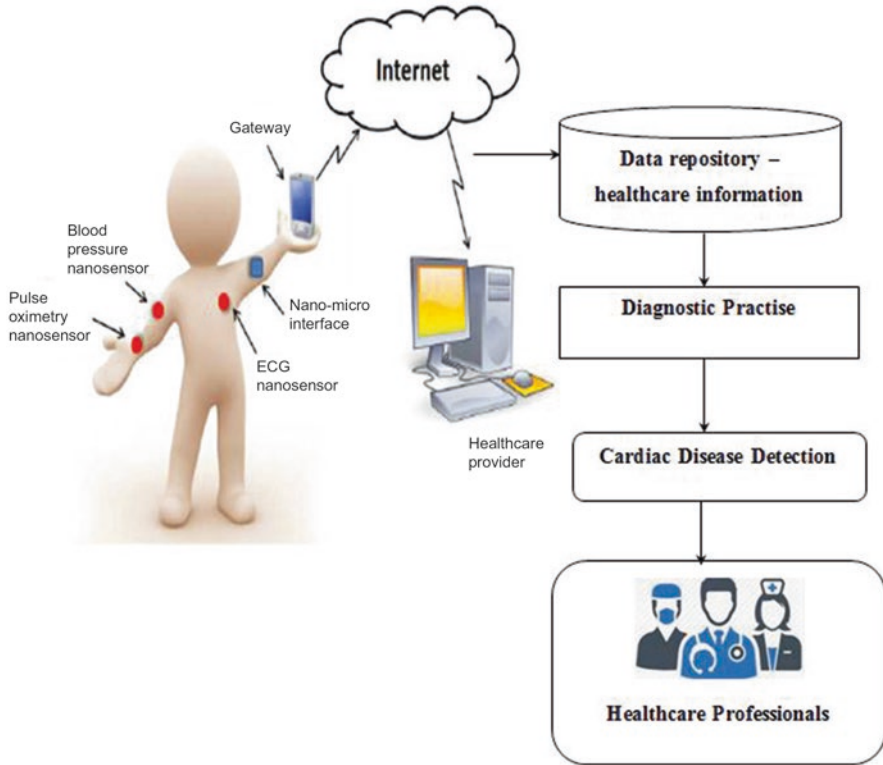 Internet
Gateway
Blood
pressure
nanosensor
Pulse
oximetry
nanosensor
Nano-micro
interface
ECG
nanosensor
Healthcare
provider
Data repository –
healthcare information
Diagnostic Practise
Cardiac Disease Detection
Healthcare Professionals